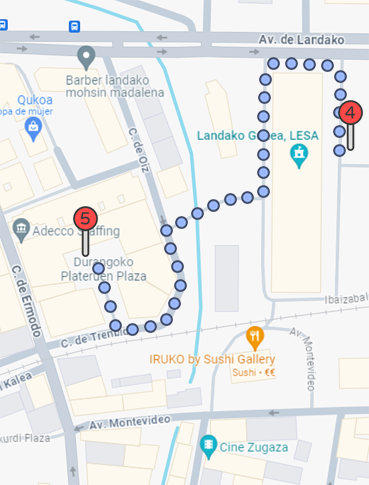 Av. de Landako
Barber landako
mohsin madalena
Qukoa
opa de mujer
4
Landako Gunea, LESA
C. de Oiz
5
Adecco Staffing
Durangoko
Plateruen Plaza
C. de Ermodo
Ibaizabal
C. de Trenbid
IRUKO by Sushi Gallery
Sushi • €€
Av. Montevideo
Kalea
Av. Montevideo
kurdi Plaza
Cine Zugaza